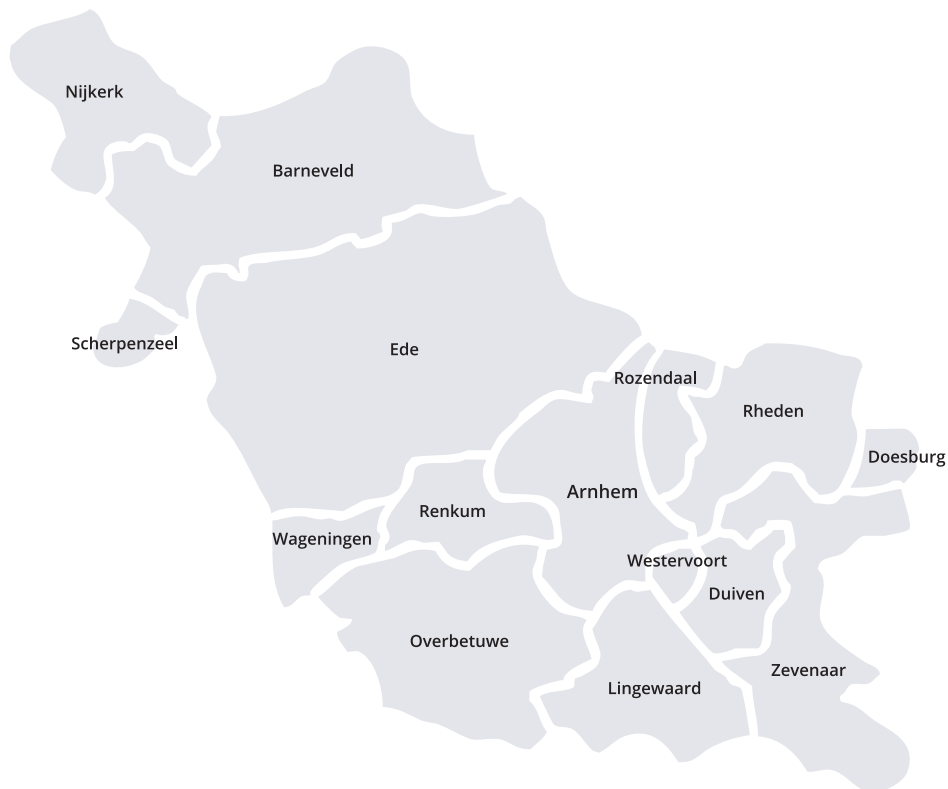 Nijkerk
Barneveld
Scherpenzeel
Ede
Rozendaal
Rheden
Doesburg
Arnhem
Renkum
Wageningen
Westervoort
Duiven
Overbetuwe
Zevenaar
Lingewaard